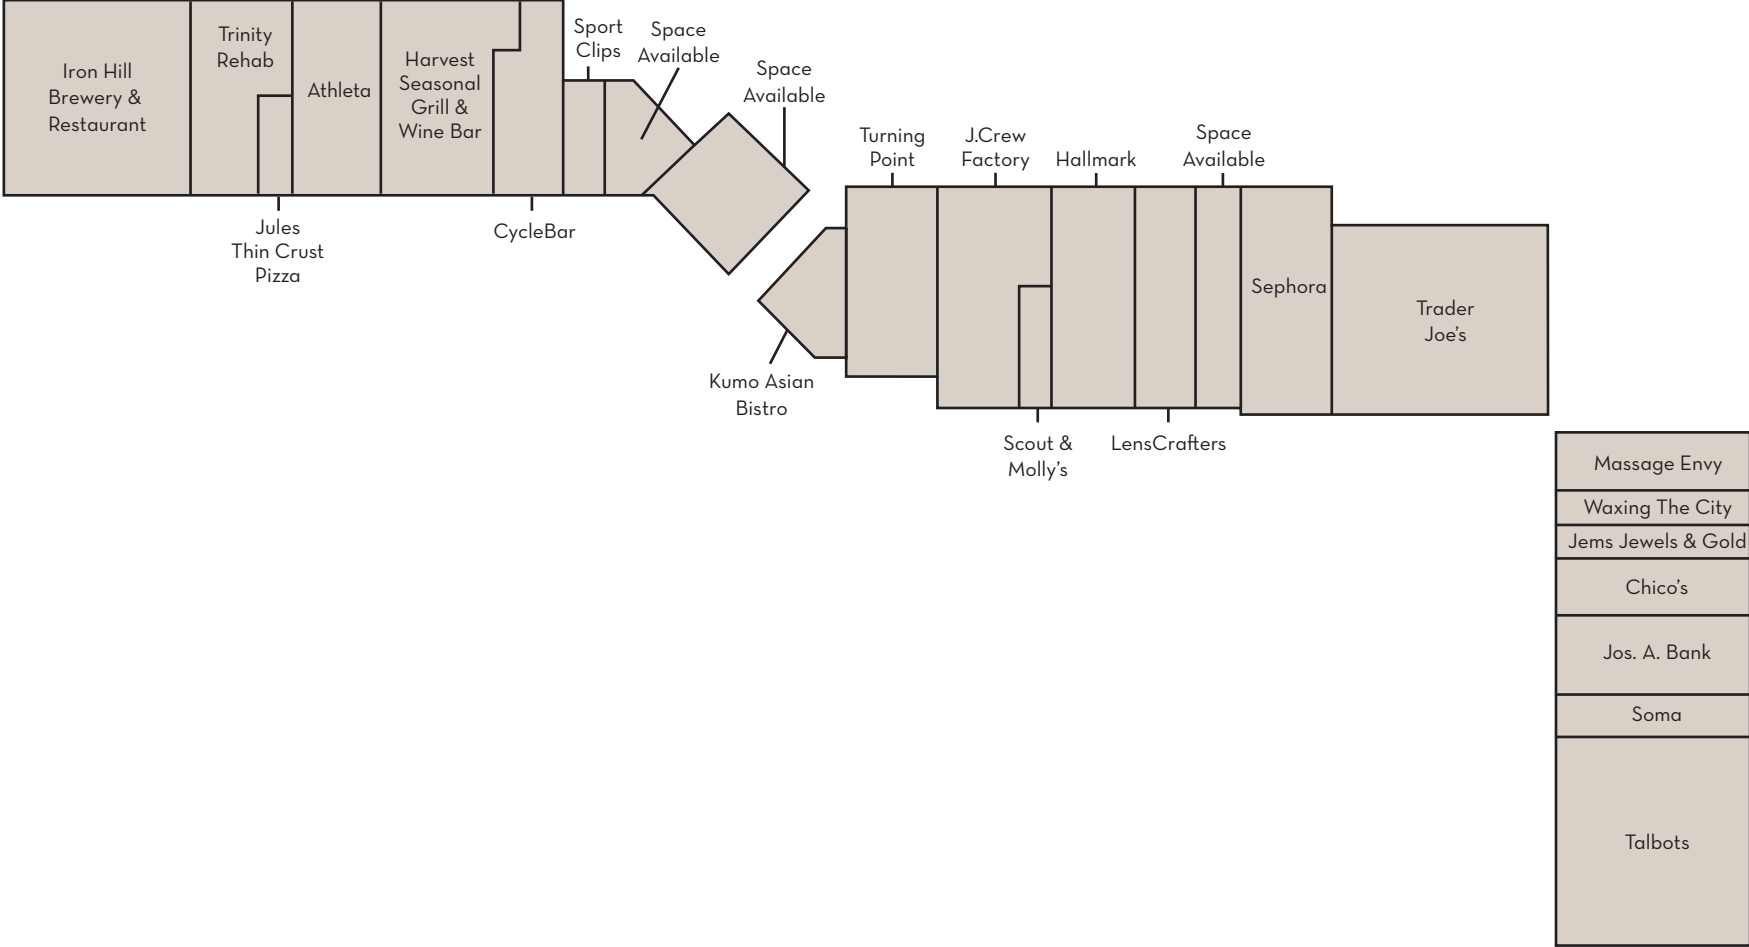 Iron Hill
Brewery &
Restaurant
Trinity
Rehab
Jules
Thin Crust
Pizza
Athleta
Harvest
Seasonal
Grill &
Wine Bar
CycleBar
Sport
Clips
Space
Available
Space
Available
Kumo Asian
Bistro
Turning
Point
J.Crew
Factory
Scout &
Molly's
Hallmark
LensCrafters
Space
Available
Sephora
Trader
Joe's
Massage Envy
Waxing The City
Jems Jewels & Gold
Chico's
Jos. A. Bank
Soma
Talbots